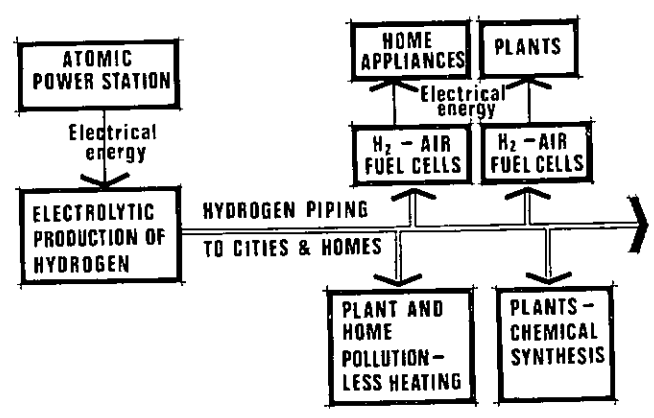 ATOMIC
POWER STATION
Electrical
energy
ELECTROLYTIC
PRODUCTION OF
HYDROGEN
HYDROGEN PIPING
TO CITIES & HOMES
HOME
APPLIANCES
PLANTS
Electrical
energy
H₂ – AIR
FUEL CELLS
H₂ – AIR
FUEL CELLS
PLANT AND
HOME
POLLUTION–
LESS HEATING
PLANTS–
CHEMICAL
SYNTHESIS